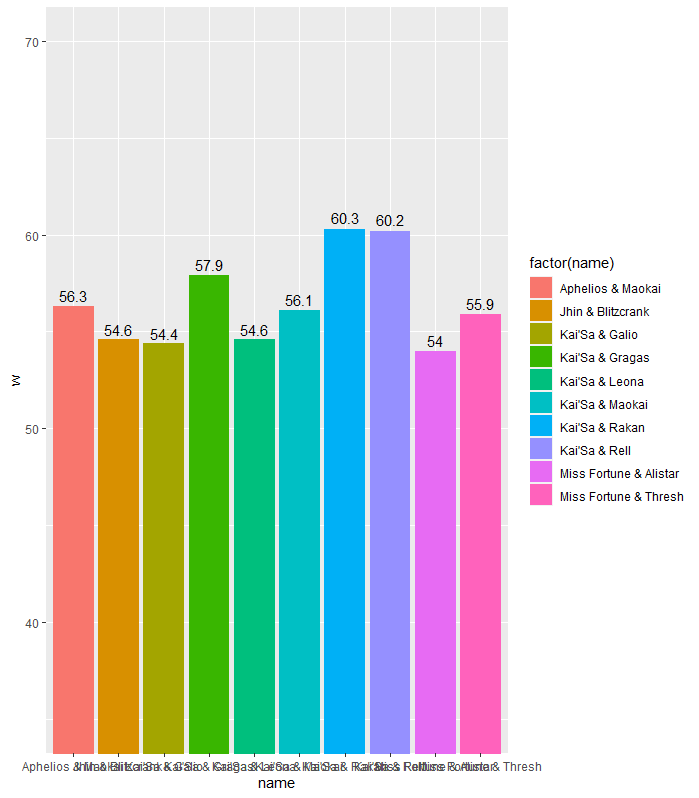 70
60
50
40
w
56.3
54.6
54.4
57.9
54.6
56.1
60.3
60.2
54
55.9
Aphelios &
& Thresh
name
factor(name)
Aphelios & Maokai
Jhin & Blitzcrank
Kai'Sa & Galio
Kai'Sa & Gragas
Kai'Sa & Leona
Kai'Sa & Maokai
Kai'Sa & Rakan
Kai'Sa & Rell
Miss Fortune & Alistar
Miss Fortune & Thresh